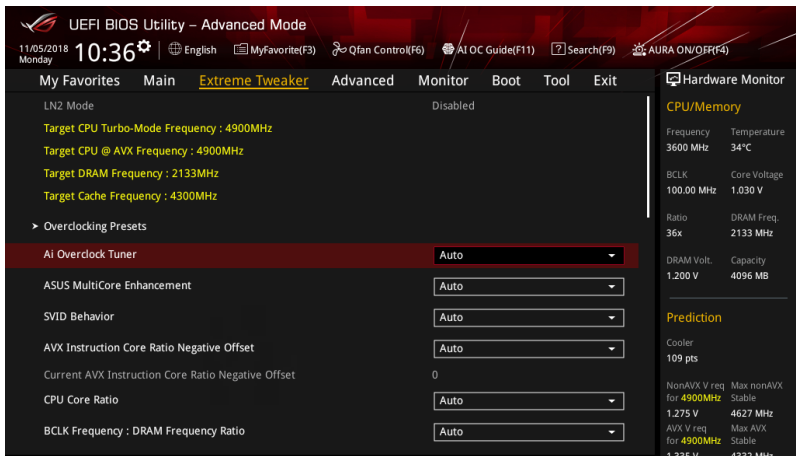 UEFI BIOS Utility – Advanced Mode
11/05/2018 Monday 10:36 English MyFavorite(F3) Qfan Control(F6) AI OC Guide(F11) ? Search(F9) AURA ON/OFF(F4)
My Favorites Main Extreme Tweaker Advanced Monitor Boot Tool Exit
LN2 Mode Disabled
Target CPU Turbo-Mode Frequency : 4900MHz
Target CPU @ AVX Frequency : 4900MHz
Target DRAM Frequency : 2133MHz
Target Cache Frequency : 4300MHz
Overclocking Presets
Ai Overclock Tuner Auto
ASUS MultiCore Enhancement Auto
SVID Behavior Auto
AVX Instruction Core Ratio Negative Offset Auto
Current AVX Instruction Core Ratio Negative Offset 0
CPU Core Ratio Auto
BCLK Frequency : DRAM Frequency Ratio Auto
Hardware Monitor
CPU/Memory
Frequency Temperature
3600 MHz 34°C
BCLK Core Voltage
100.00 MHz 1.030 V
Ratio DRAM Freq.
36x 2133 MHz
DRAM Volt. Capacity
1.200 V 4096 MB
Prediction
Cooler
109 pts
NonAVX V req Max nonAVX
for 4900MHz Stable
1.275 V 4627 MHz
AVX V req Max AVX
for 4900MHz Stable
1.335 V 4332 MHz